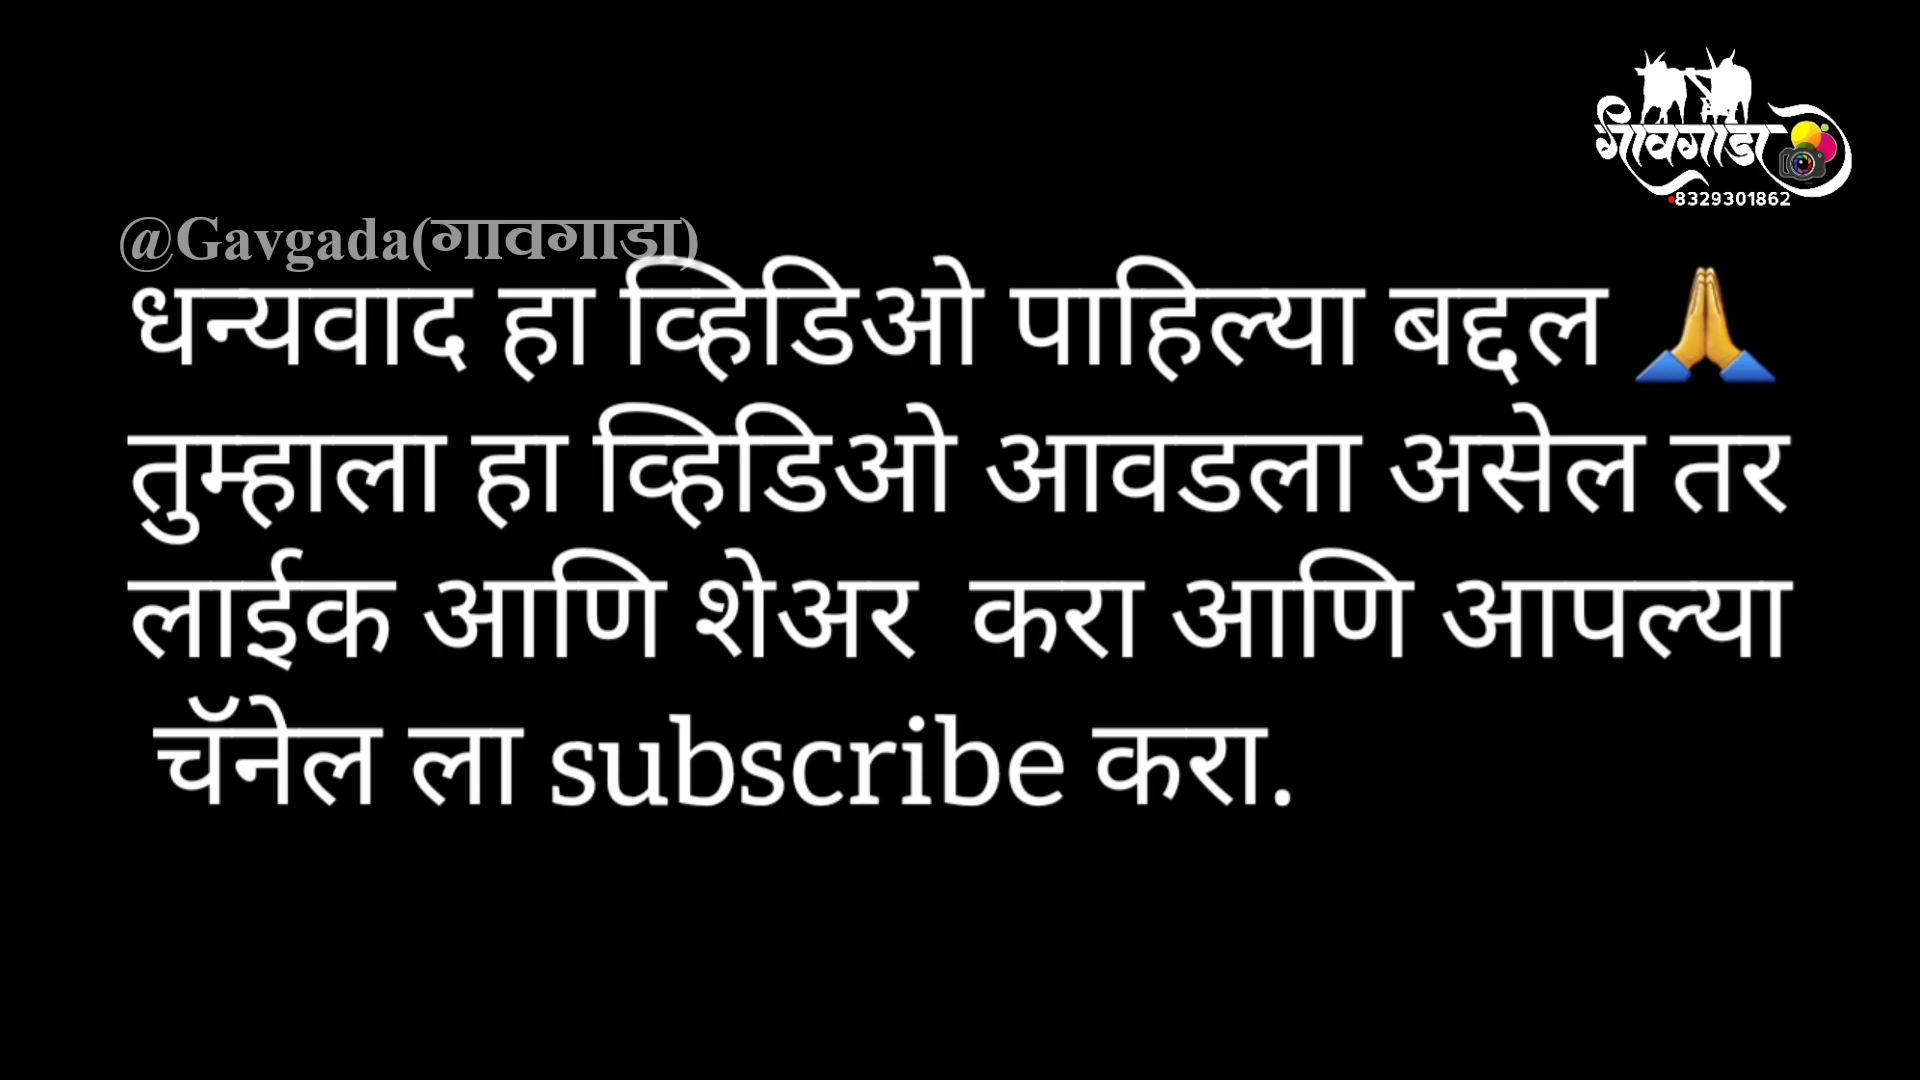 गावगाडा
8329301862
@Gavgada(गावगाडा)
धन्यवाद हा व्हिडिओ पाहिल्या बद्दल 🙏
तुम्हाला हा व्हिडिओ आवडला असेल तर
लाईक आणि शेअर करा आणि आपल्या
चॅनेल ला subscribe करा.